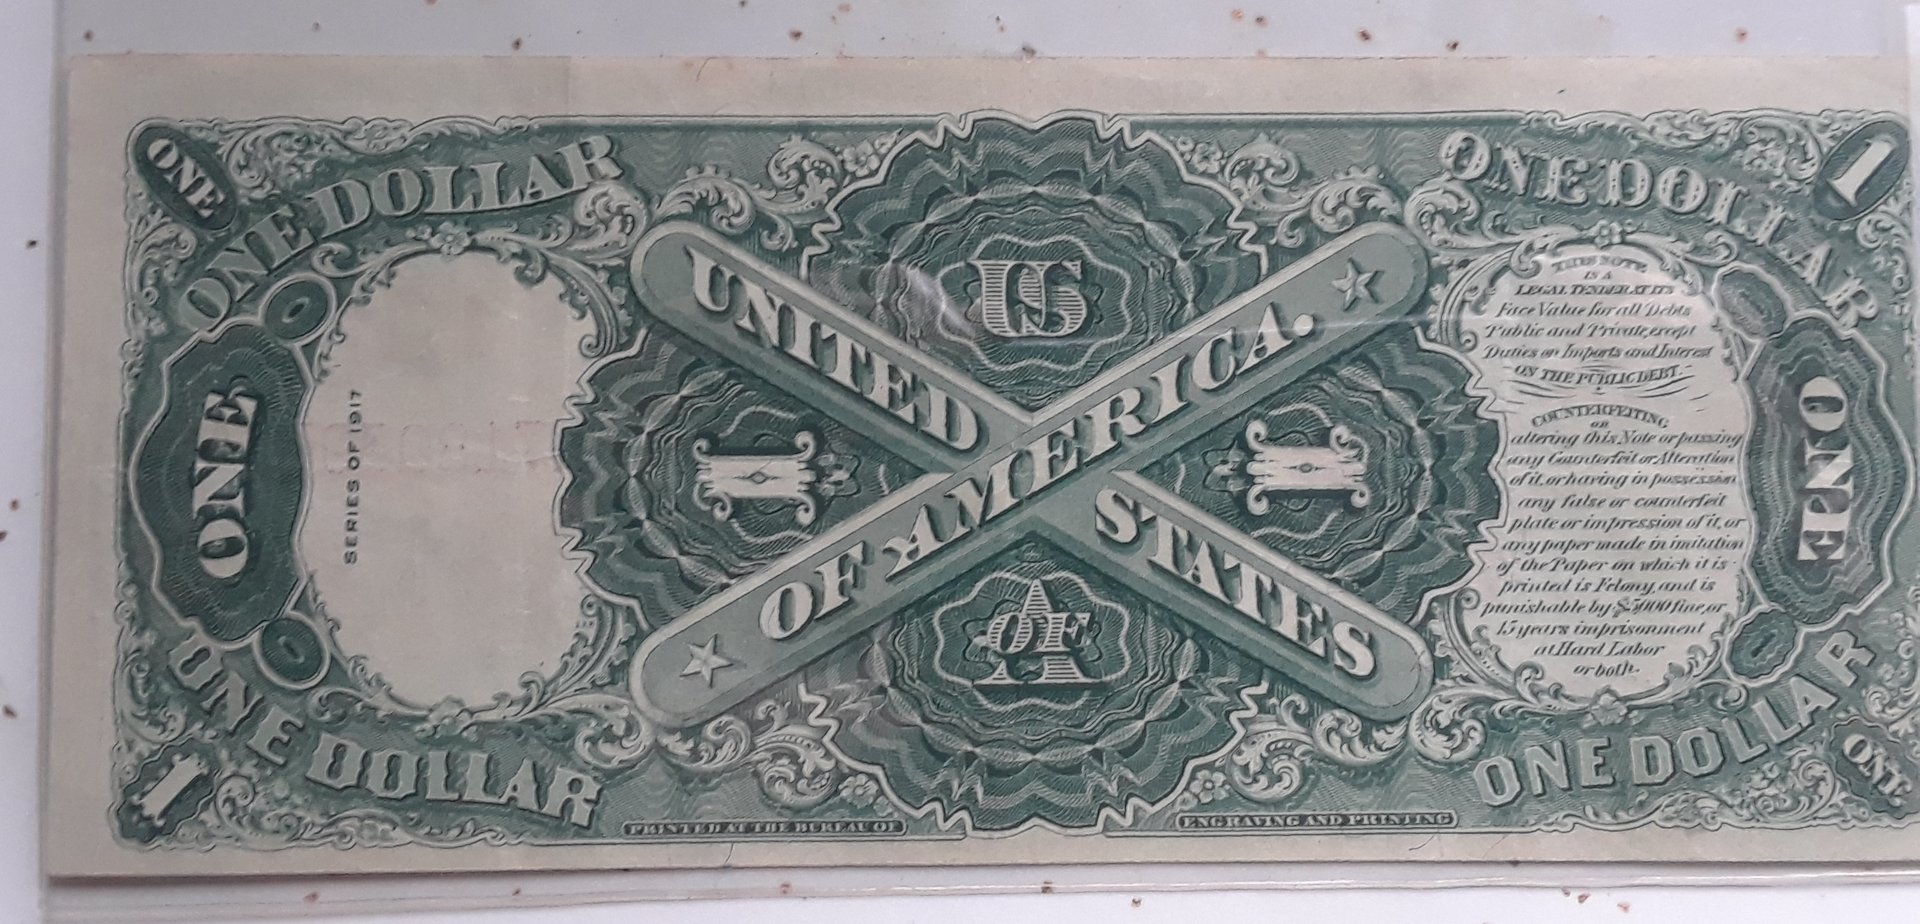 ONE
ONE DOLLAR
ONE DOLLAR
1
US
UNITED
STATES
OF AMERICA.
ONE
SERIES OF 1917
1
1
THIS NOTE
IS A
LEGAL TENDER AT ITS
Face Value for all Debts
Public and Private, except
Duties on Imports and Interest
ON THE PUBLIC DEBT.
COUNTERFEITING
OR
altering this Note or passing
any Counterfeit or Alteration
of it, or having in possession
any false or counterfeit
plate or impression of it, or
any paper made in imitation
of the Paper on which it is
printed is Felony, and is
punishable by $5000 fine, or
15 years imprisonment
at Hard Labor
or both.
ONE
OF
A
ONE DOLLAR
ONE DOLLAR
1
ONE
PRINTED AT THE BUREAU OF
ENGRAVING AND PRINTING